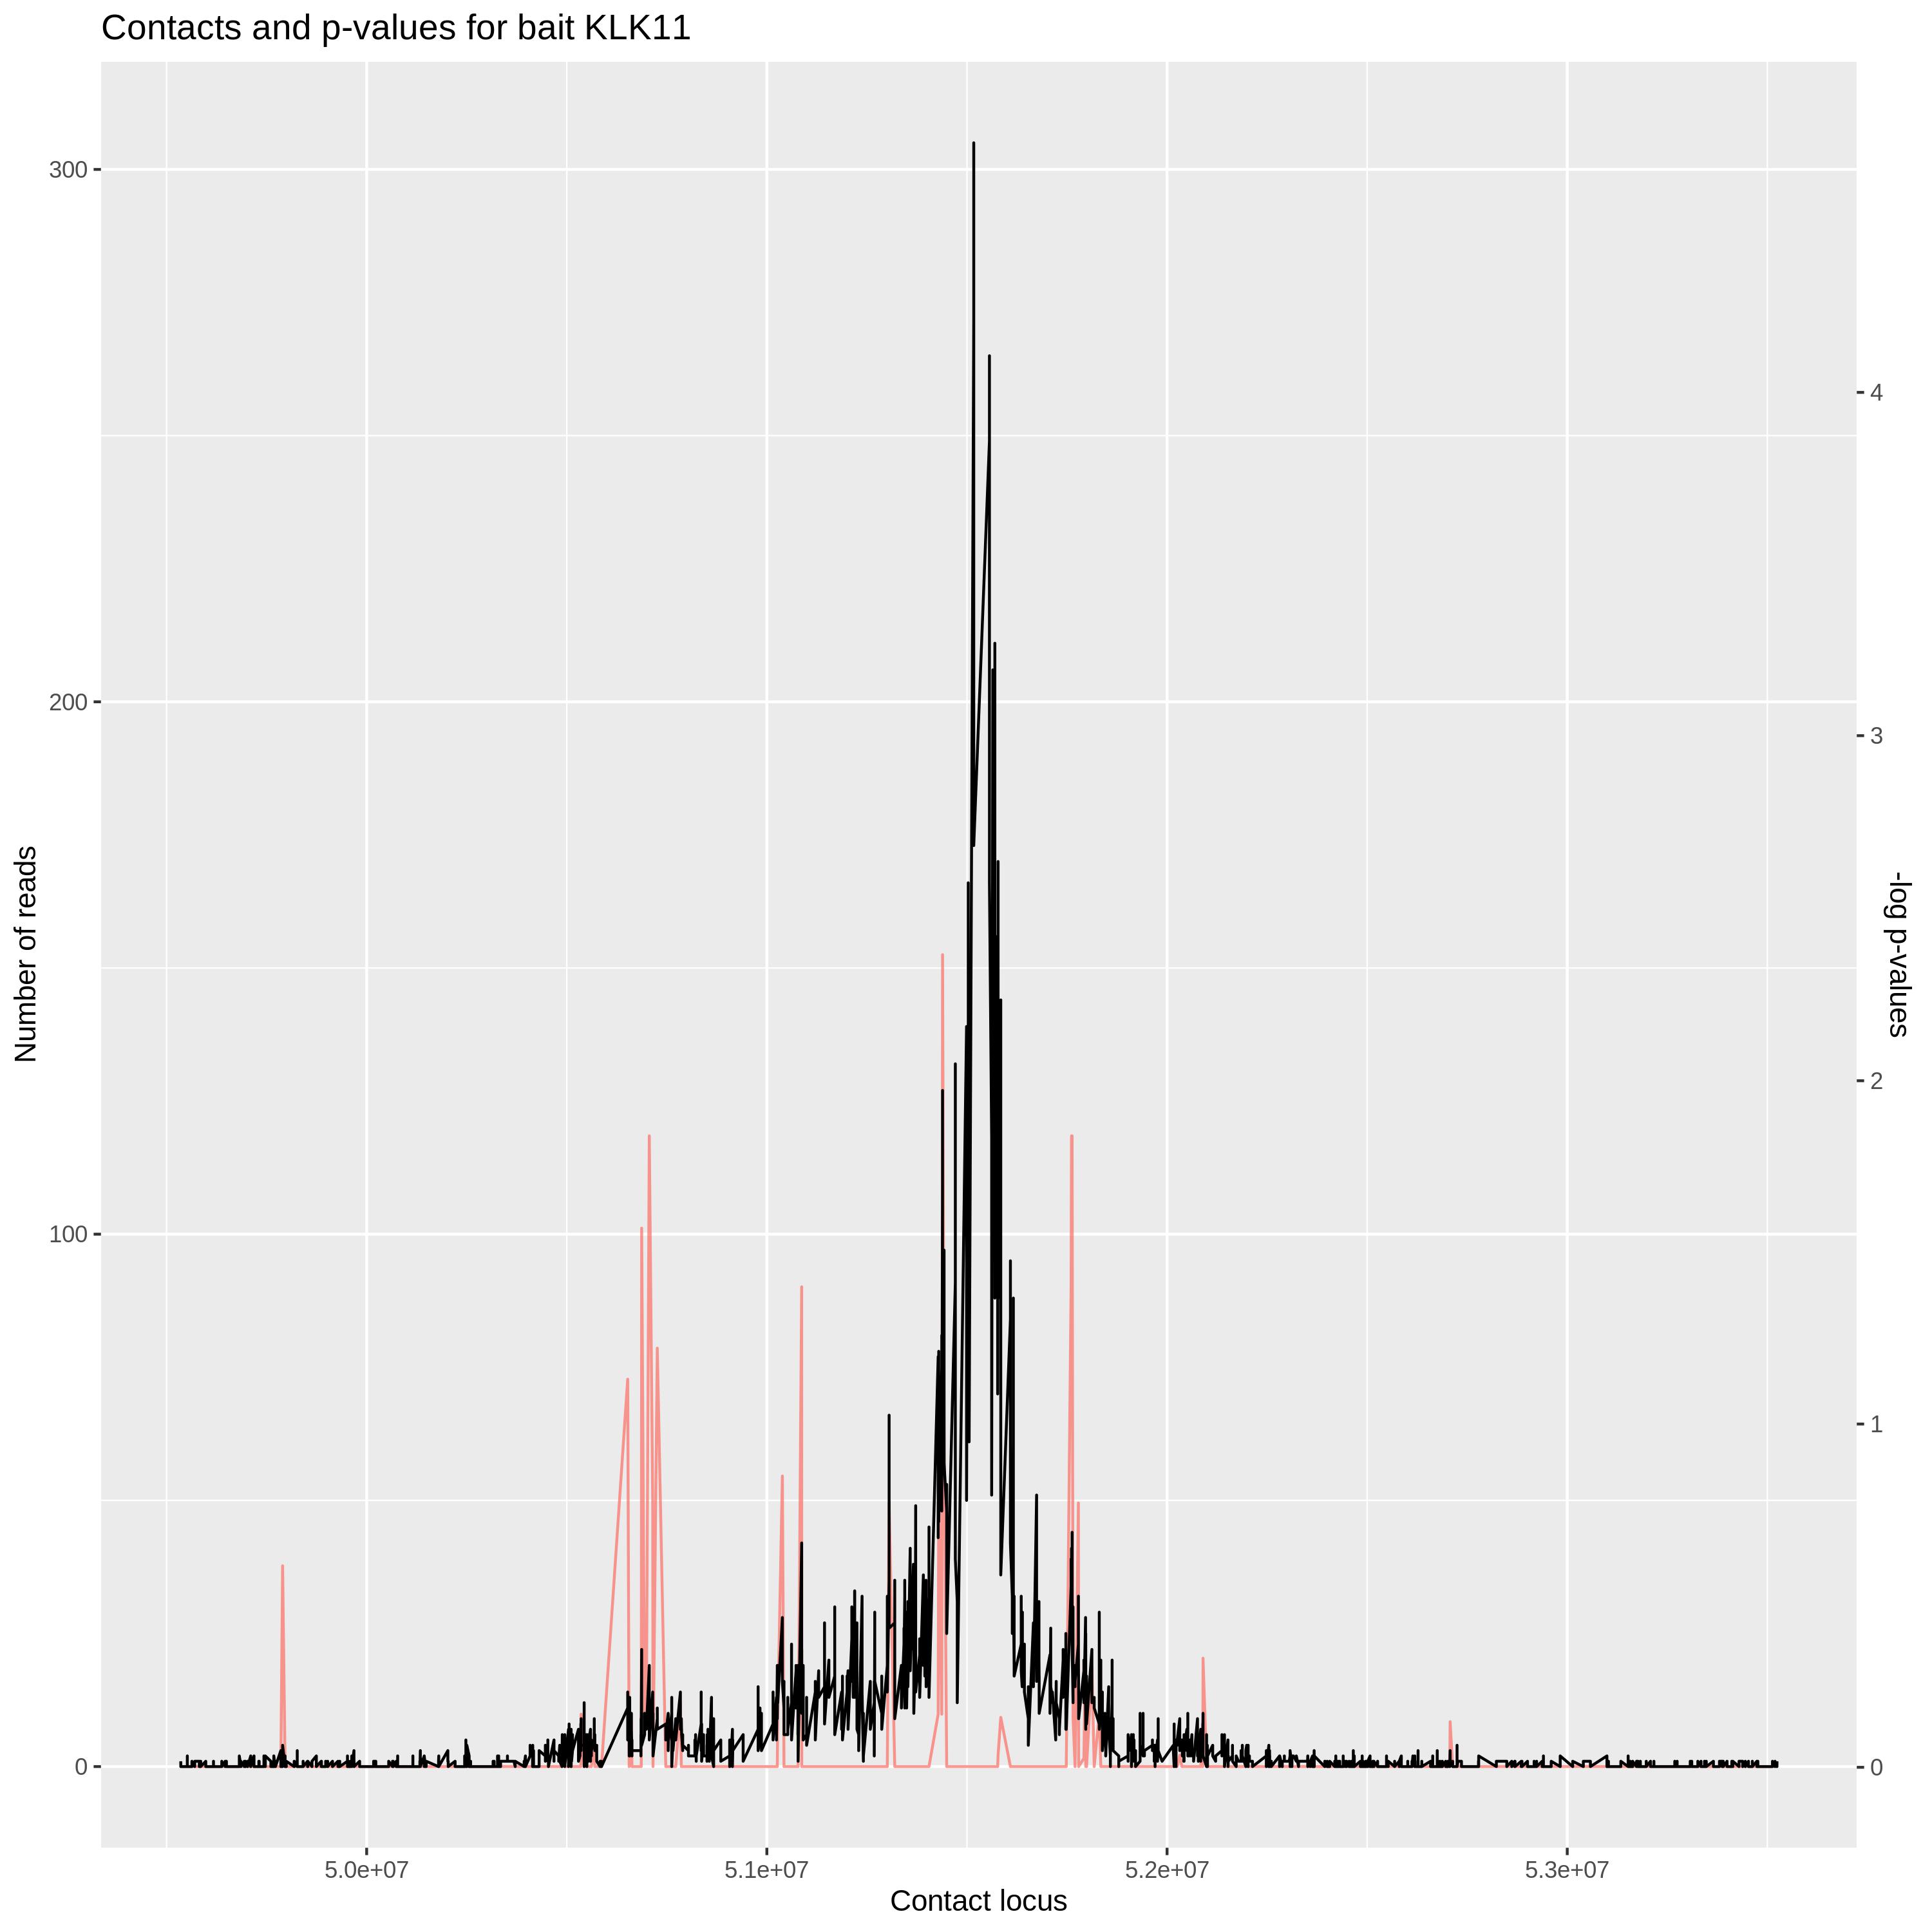 Contacts and p-values for bait KLK11
300
200
100
0
Number of reads
4
3
2
1
0
-log p-values
5.0e+07 5.1e+07 5.2e+07 5.3e+07
Contact locus